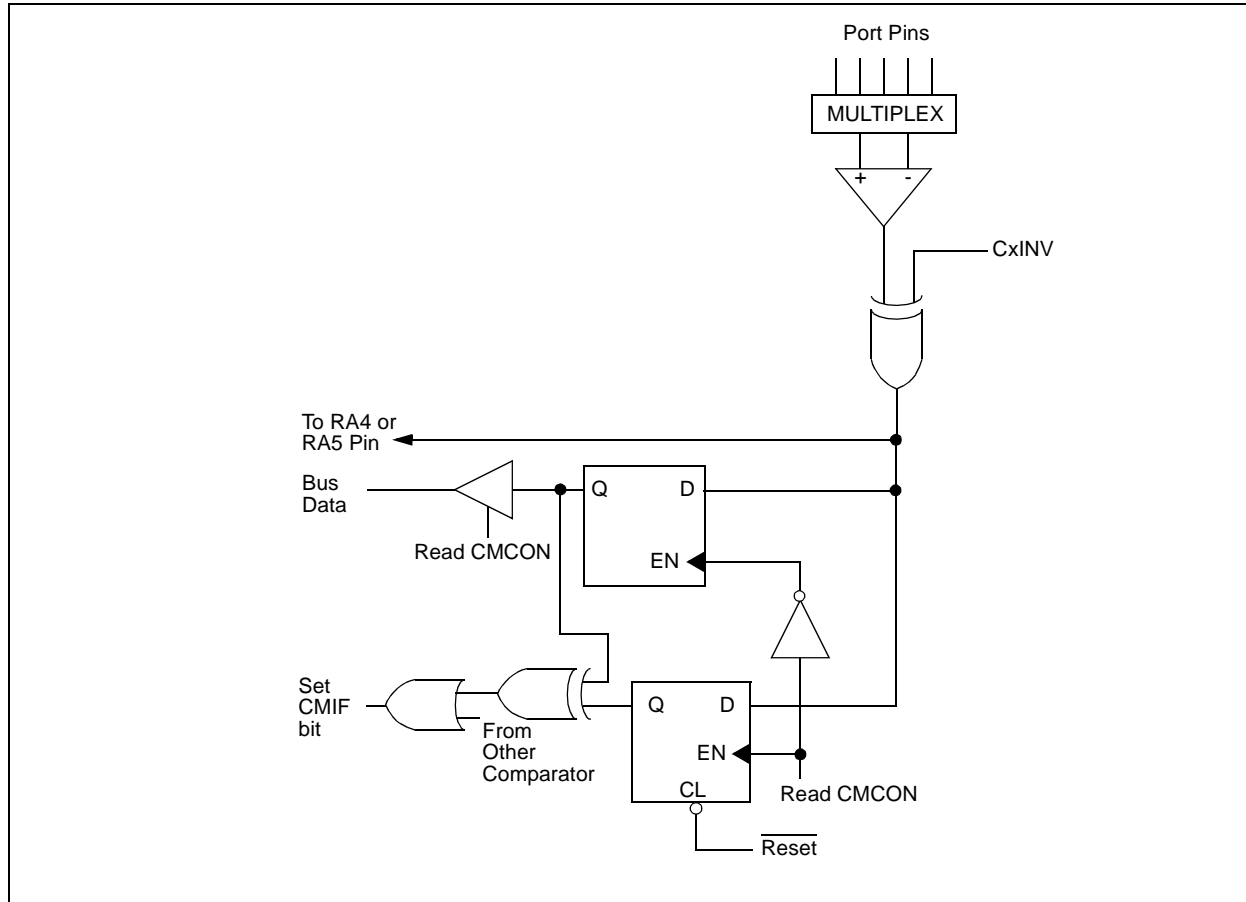 Port Pins
MULTIPLEX
+ -
CxINV
To RA4 or
RA5 Pin
Bus
Data
Q D
EN
Read CMCON
Set
CMIF
bit
From
Other
Comparator
Q D
EN
CL
Read CMCON
Reset